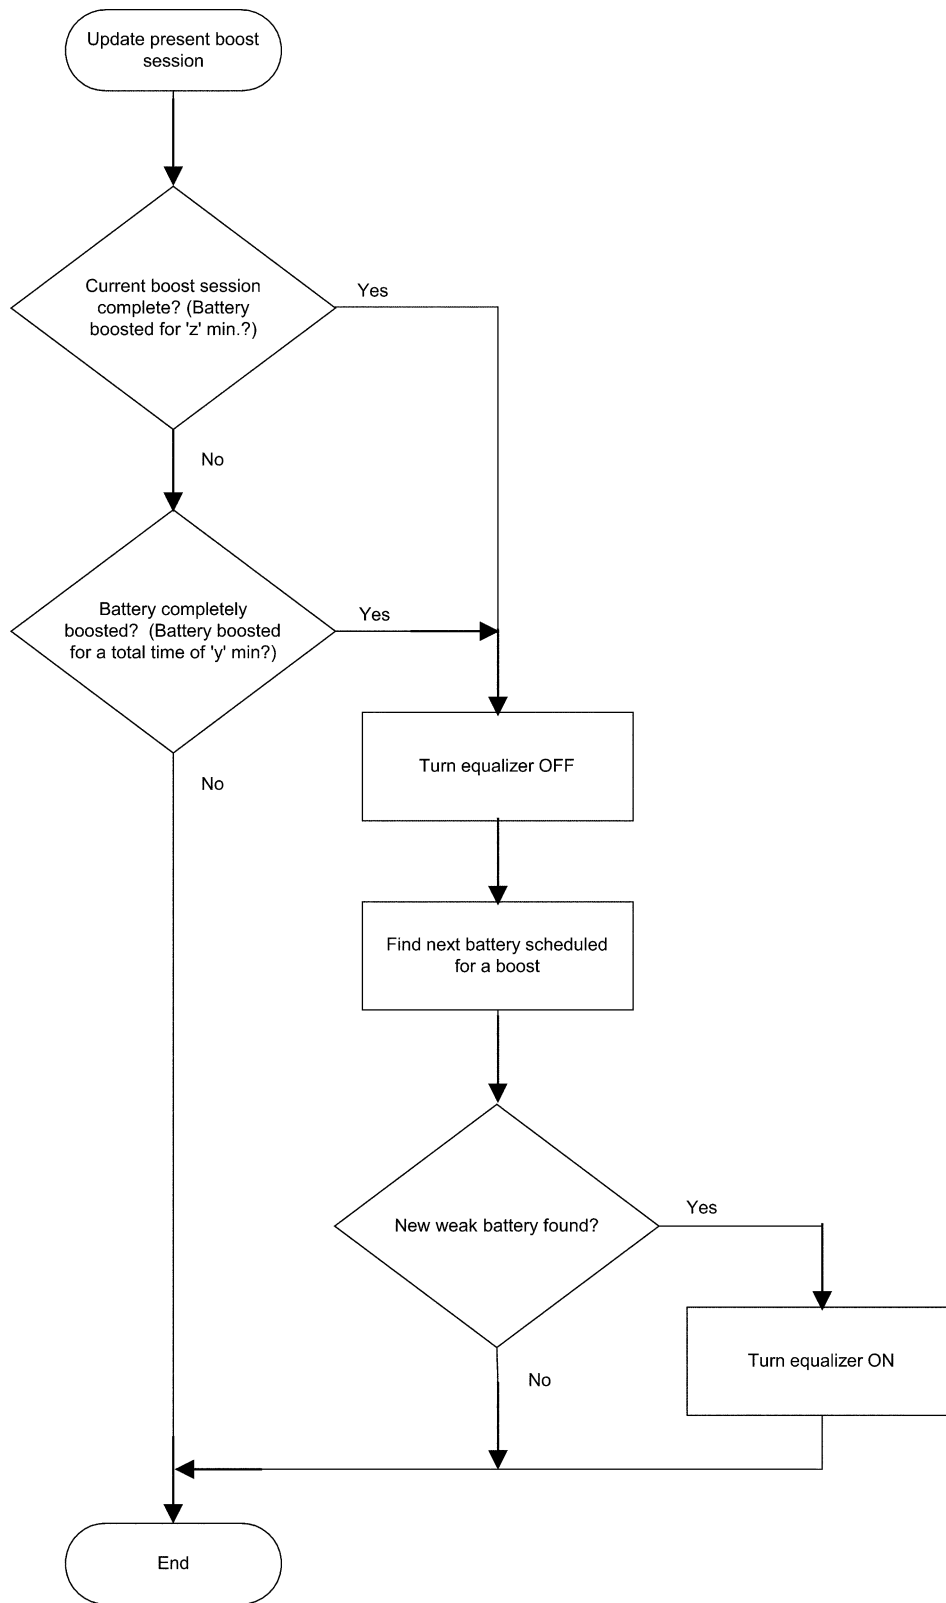 Update present boost
session
Current boost session
complete? (Battery
boosted for 'z' min.?)
Yes
No
Battery completely
boosted? (Battery boosted
for a total time of 'y' min?)
Yes
No
Turn equalizer OFF
Find next battery scheduled
for a boost
New weak battery found?
Yes
No
Turn equalizer ON
End